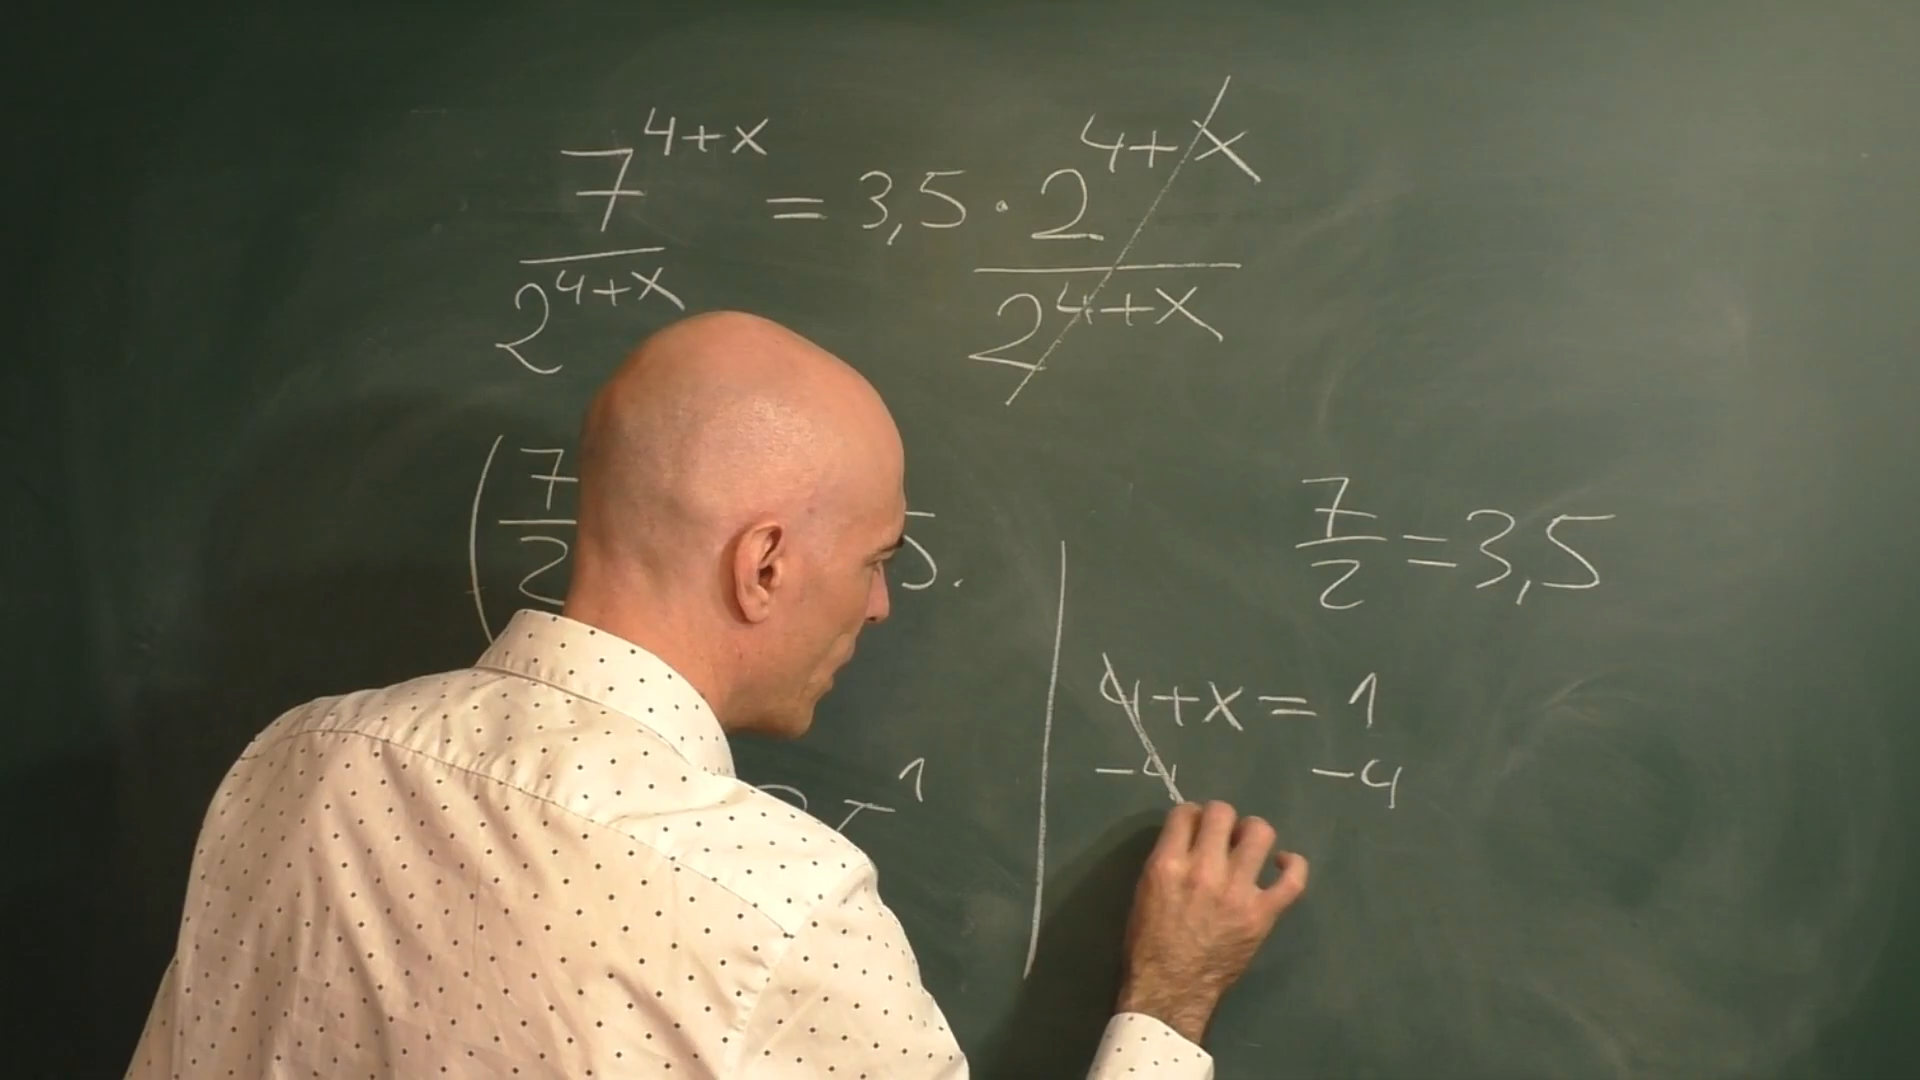 7^{4+x} / 2^{4+x} = 3,5 · 2^{4+x} / 2^{4+x}
(7/2
7/2 = 3,5
4+x = 1
-4 -4
1